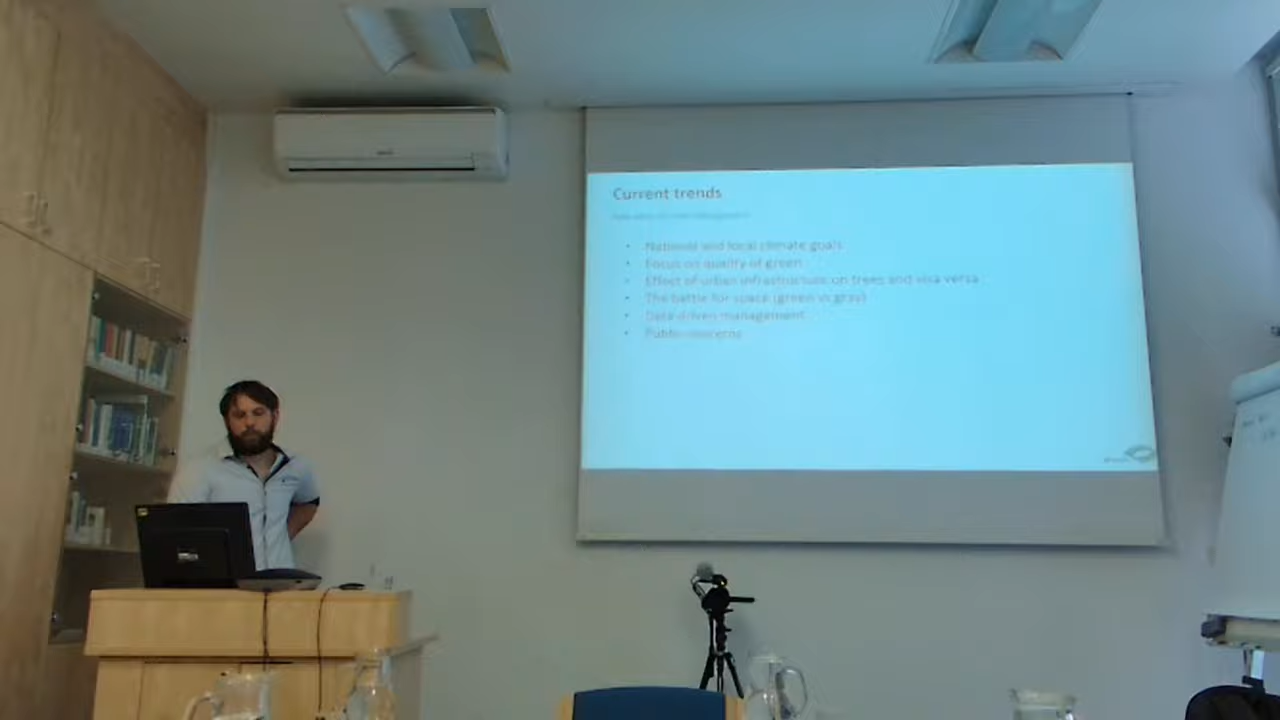 Current trends
• National and local climate goals
• Focus on quality of green
• Effect of urban infrastructure on trees and visa versa
• The battle for space (green vs gray)
• Data-driven management
• Public concerns